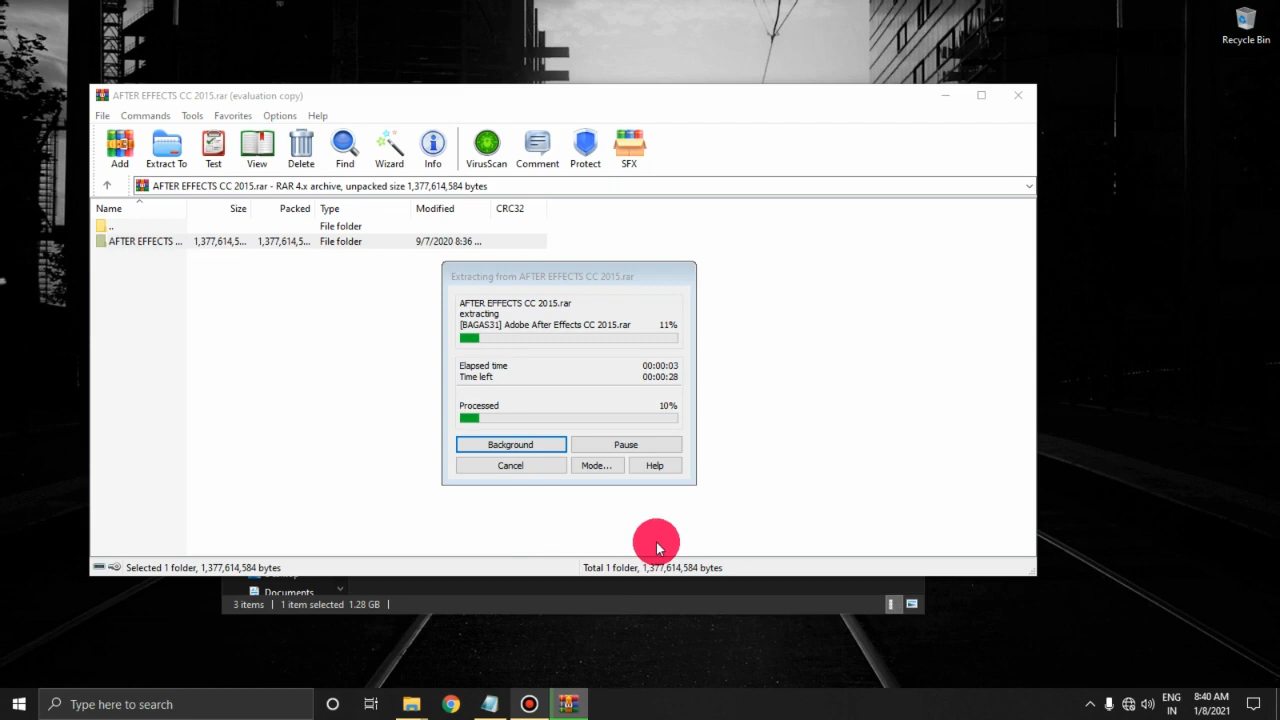 Recycle Bin
AFTER EFFECTS CC 2015.rar (evaluation copy)
File Commands Tools Favorites Options Help
Add Extract To Test View Delete Find Wizard Info VirusScan Comment Protect SFX
AFTER EFFECTS CC 2015.rar - RAR 4.x archive, unpacked size 1,377,614,584 bytes
Name Size Packed Type Modified CRC32
.. File folder
AFTER EFFECTS ... 1,377,614,5... 1,377,614,5... File folder 9/7/2020 8:36 ...
Extracting from AFTER EFFECTS CC 2015.rar
AFTER EFFECTS CC 2015.rar
extracting
[BAGAS31] Adobe After Effects CC 2015.rar 11%
Elapsed time 00:00:03
Time left 00:00:28
Processed 10%
Background Pause
Cancel Mode... Help
Selected 1 folder, 1,377,614,584 bytes Total 1 folder, 1,377,614,584 bytes
Documents
3 items 1 item selected 1.28 GB
Type here to search
ENG 8:40 AM
IN 1/8/2021